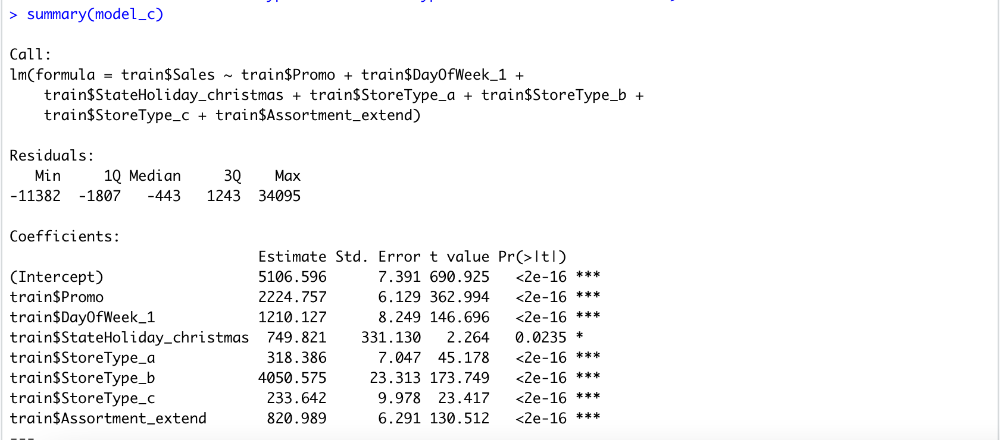 > summary(model_c)
Call:
lm(formula = train$Sales ~ train$Promo + train$DayOfWeek_1 +
    train$StateHoliday_christmas + train$StoreType_a + train$StoreType_b +
    train$StoreType_c + train$Assortment_extend)
Residuals:
   Min     1Q Median     3Q    Max
-11382  -1807   -443   1243  34095
Coefficients:
                             Estimate Std. Error t value Pr(>|t|)
(Intercept)                  5106.596      7.391 690.925   <2e-16 ***
train$Promo                  2224.757      6.129 362.994   <2e-16 ***
train$DayOfWeek_1            1210.127      8.249 146.696   <2e-16 ***
train$StateHoliday_christmas  749.821    331.130   2.264   0.0235 *
train$StoreType_a             318.386      7.047  45.178   <2e-16 ***
train$StoreType_b            4050.575     23.313 173.749   <2e-16 ***
train$StoreType_c             233.642      9.978  23.417   <2e-16 ***
train$Assortment_extend       820.989      6.291 130.512   <2e-16 ***
---